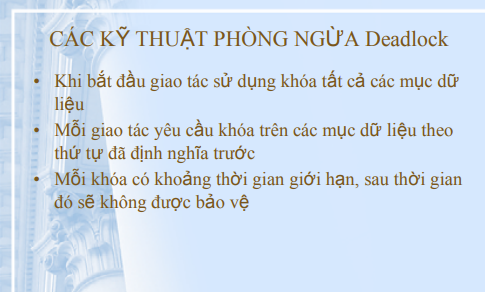 CÁC KỸ THUẬT PHÒNG NGỪA Deadlock
• Khi bắt đầu giao tác sử dụng khóa tất cả các mục dữ
liệu
• Mỗi giao tác yêu cầu khóa trên các mục dữ liệu theo
thứ tự đã định nghĩa trước
• Mỗi khóa có khoảng thời gian giới hạn, sau thời gian
đó sẽ không được bảo vệ